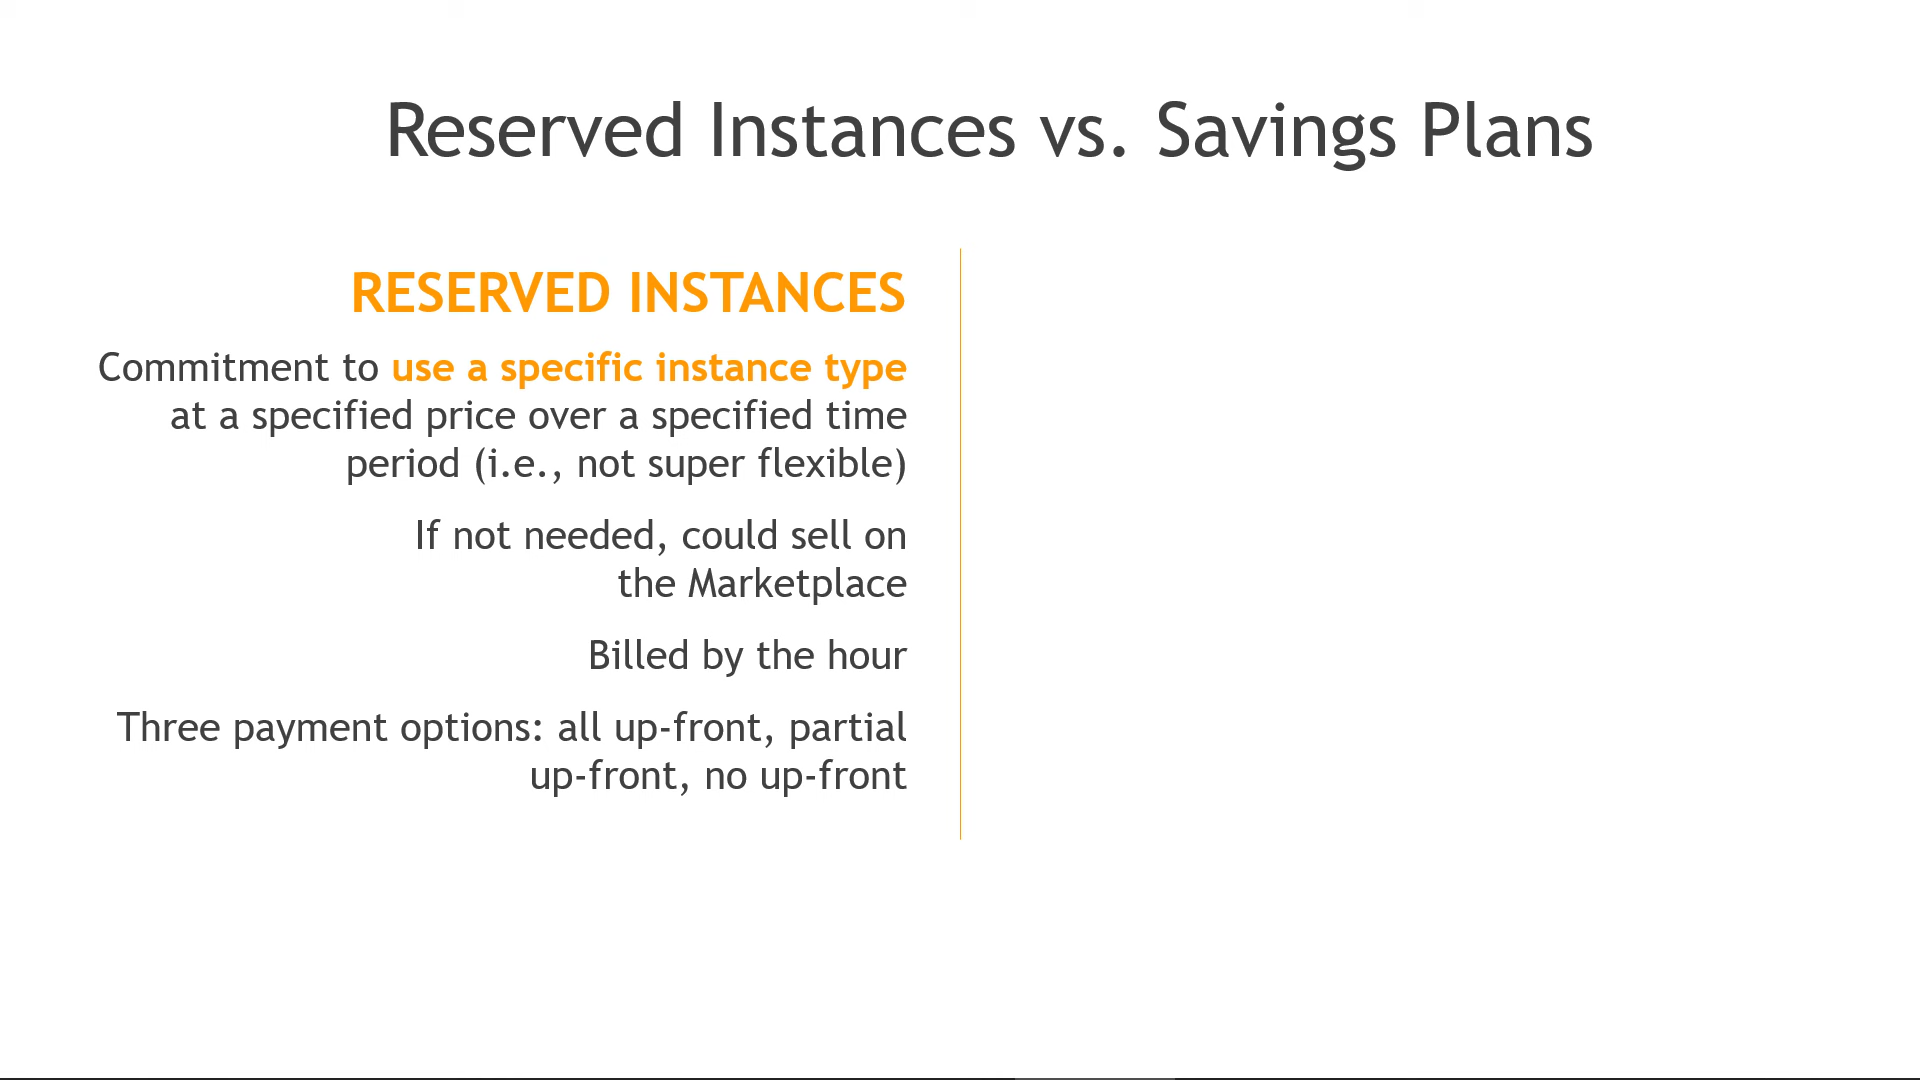 Reserved Instances vs. Savings Plans
RESERVED INSTANCES
Commitment to use a specific instance type
at a specified price over a specified time
period (i.e., not super flexible)
If not needed, could sell on
the Marketplace
Billed by the hour
Three payment options: all up-front, partial
up-front, no up-front